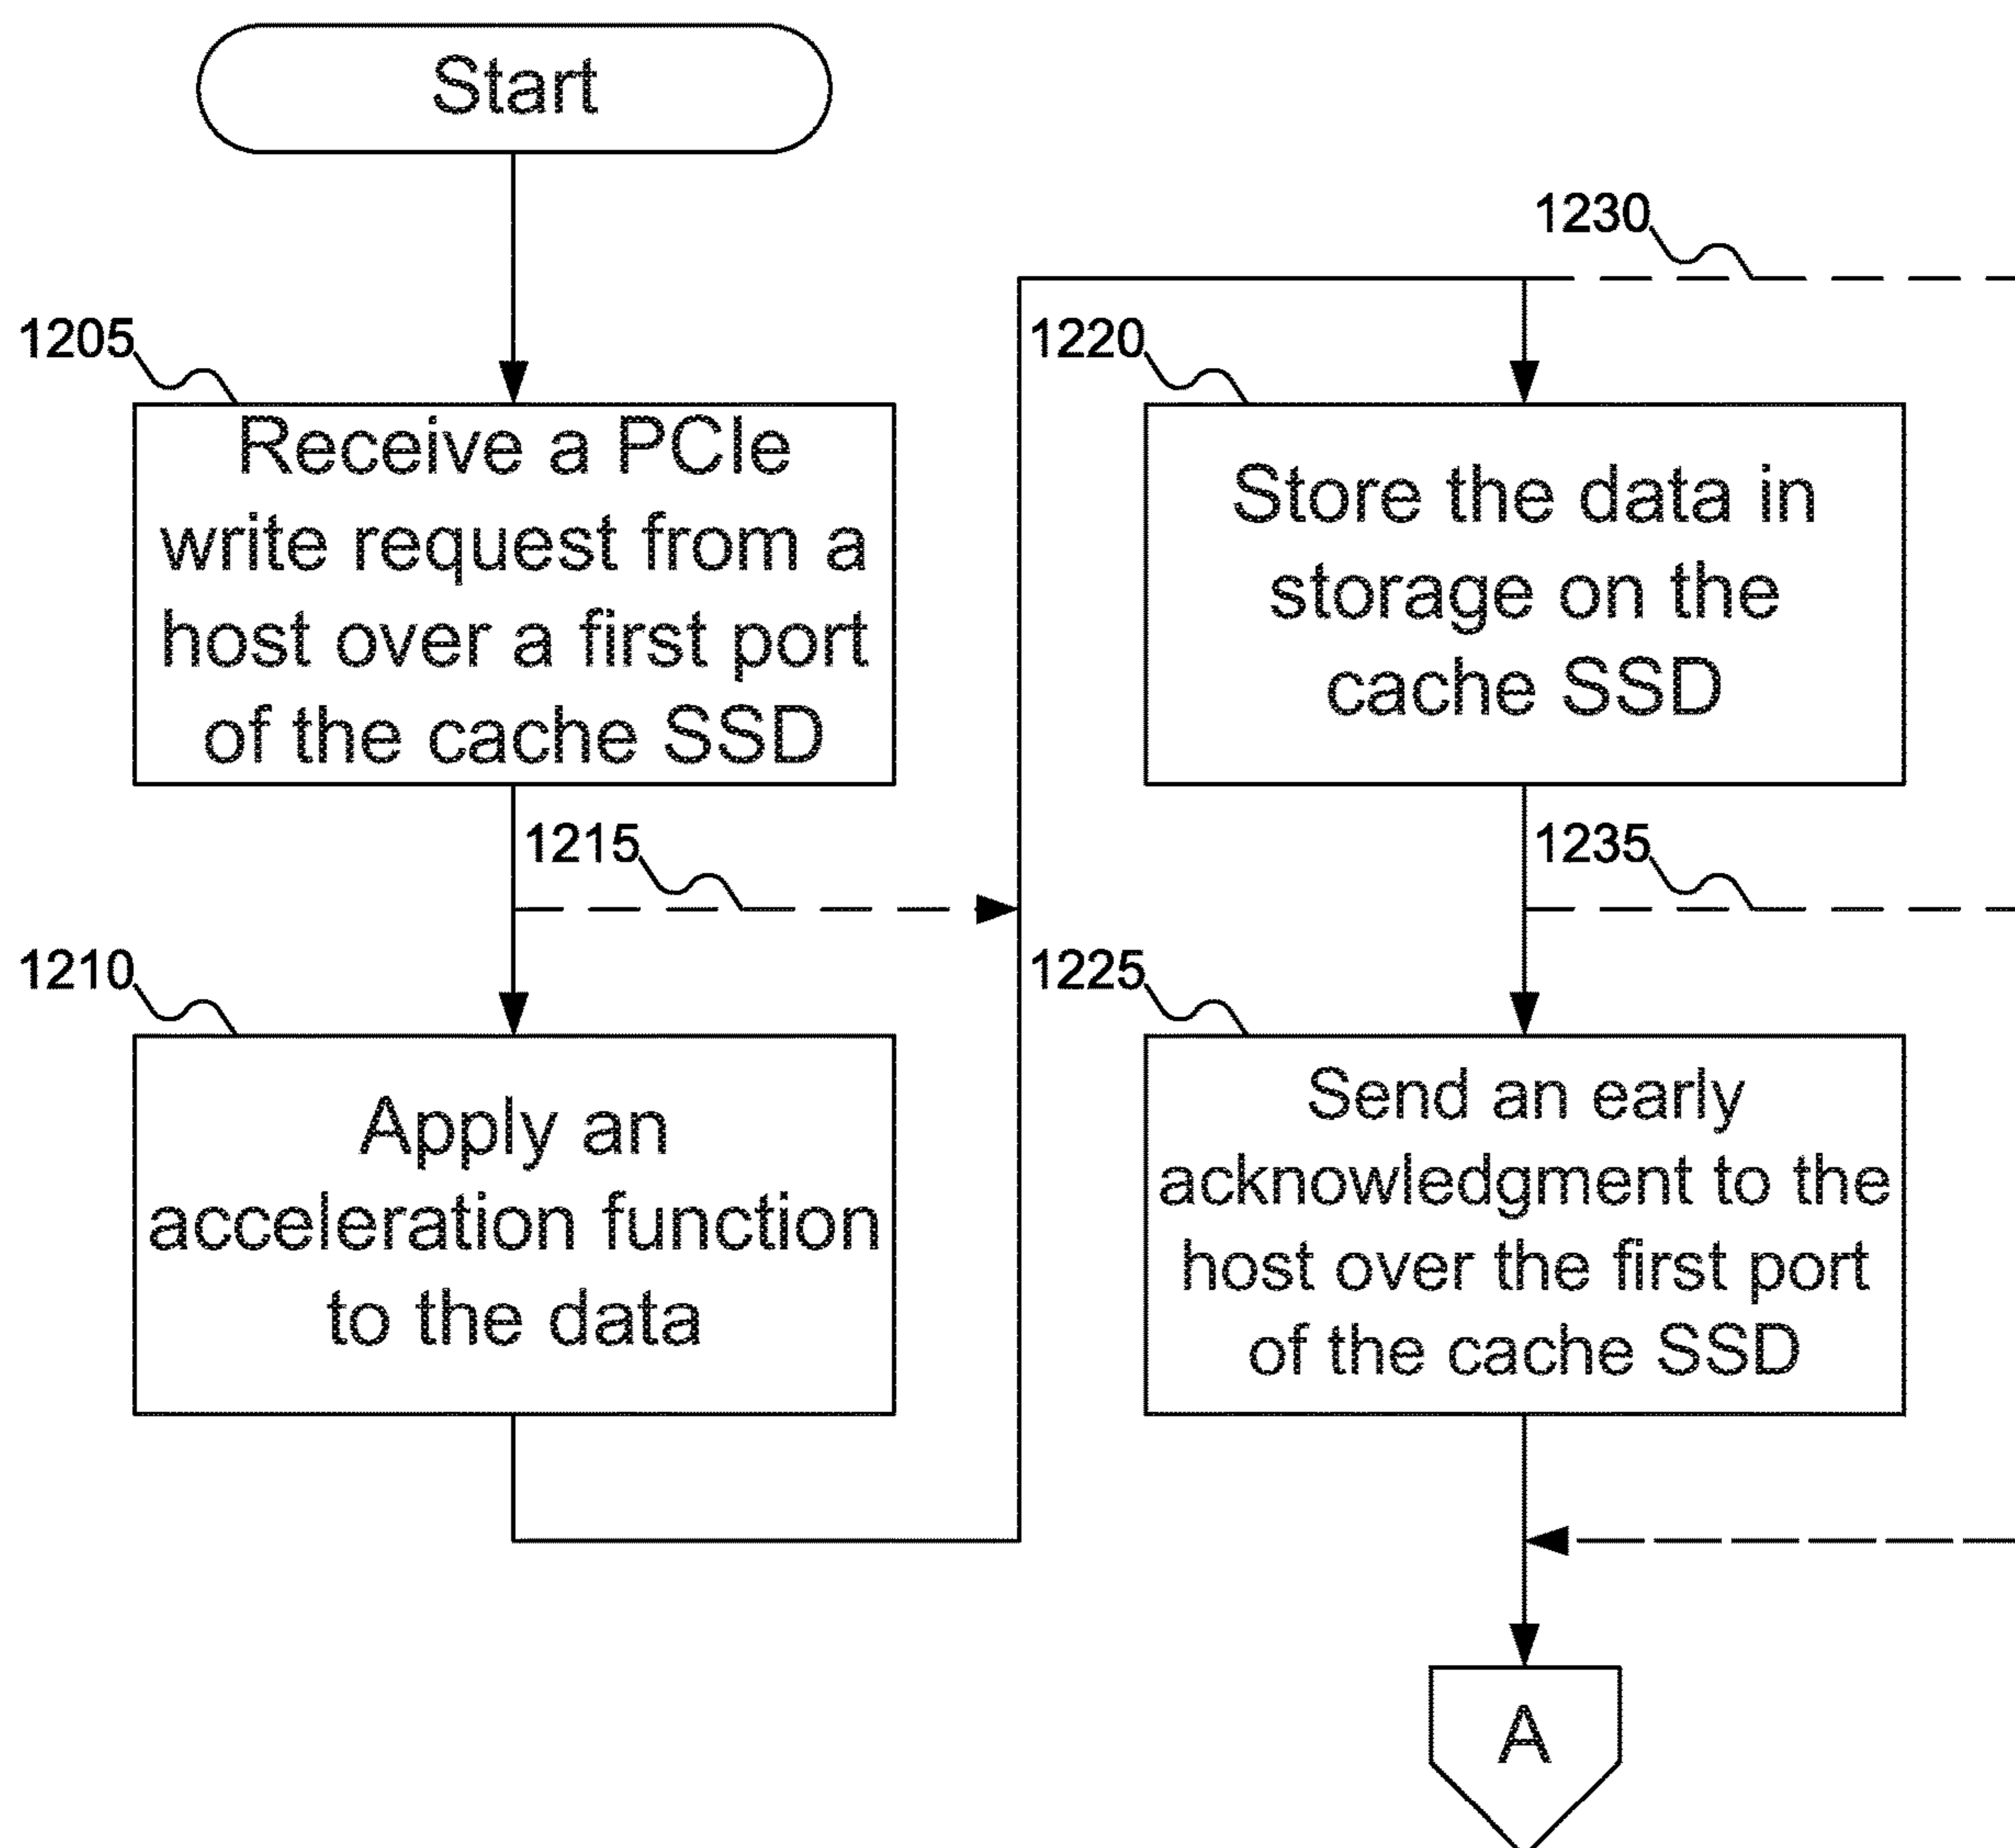 Start
1205
Receive a PCIe
write request from a
host over a first port
of the cache SSD
1215
1210
Apply an
acceleration function
to the data
1230
1220
Store the data in
storage on the
cache SSD
1235
1225
Send an early
acknowledgment to the
host over the first port
of the cache SSD
A